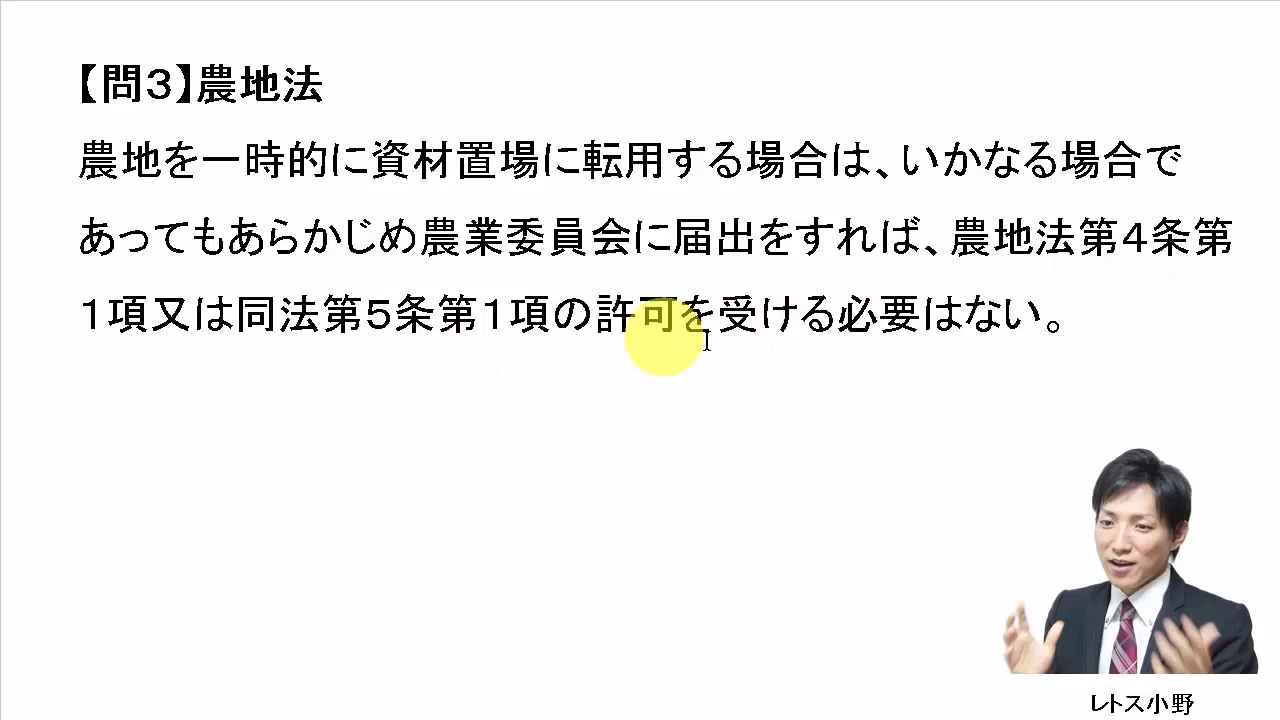 【問３】農地法
農地を一時的に資材置場に転用する場合は、いかなる場合で
あってもあらかじめ農業委員会に届出をすれば、農地法第４条第
１項又は同法第５条第１項の許可を受ける必要はない。
レトス小野